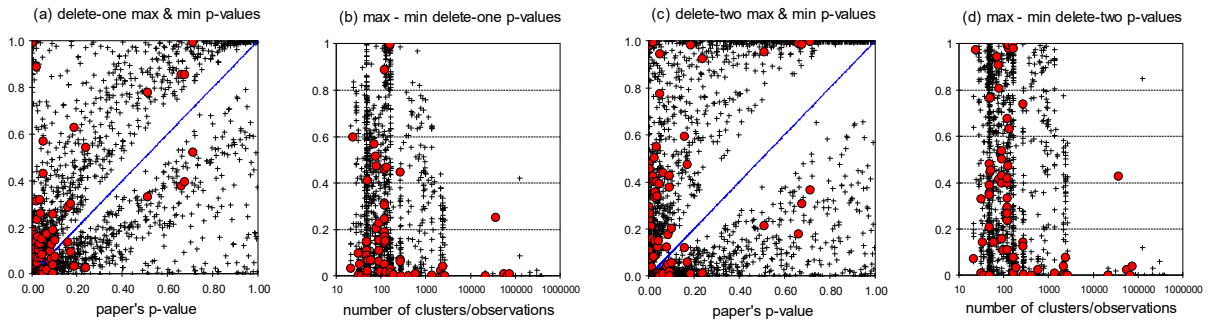 (a) delete-one max & min p-values
1.0
0.8
0.6
0.4
0.2
0.0
0.00 0.20 0.40 0.60 0.80 1.00
paper's p-value
(b) max - min delete-one p-values
1
0.8
0.6
0.4
0.2
0
10 100 1000 10000 100000 1000000
number of clusters/observations
(c) delete-two max & min p-values
1.0
0.8
0.6
0.4
0.2
0.0
0.00 0.20 0.40 0.60 0.80 1.00
paper's p-value
(d) max - min delete-two p-values
1
0.8
0.6
0.4
0.2
0
10 100 1000 10000 100000 1000000
number of clusters/observations